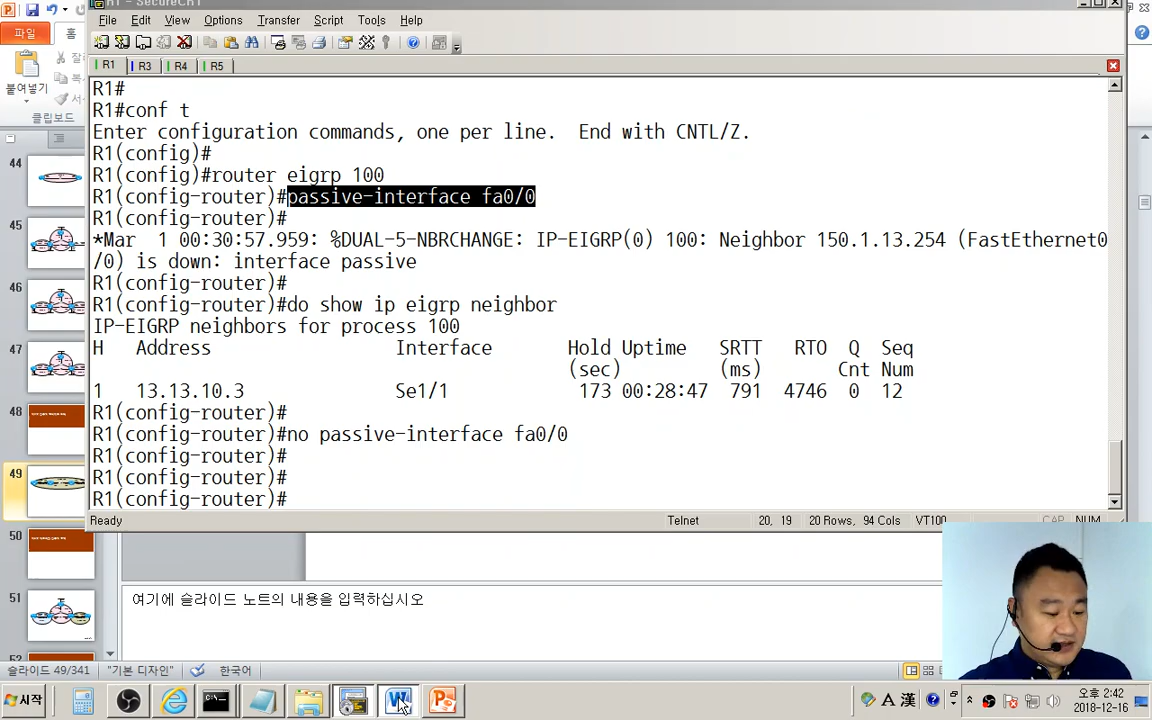 R1 - SecureCRT
File Edit View Options Transfer Script Tools Help
파일 홈
붙여넣기
클립보드
R1 R3 R4 R5
R1#
R1#conf t
Enter configuration commands, one per line.  End with CNTL/Z.
R1(config)#
R1(config)#router eigrp 100
R1(config-router)#passive-interface fa0/0
R1(config-router)#
*Mar  1 00:30:57.959: %DUAL-5-NBRCHANGE: IP-EIGRP(0) 100: Neighbor 150.1.13.254 (FastEthernet0
/0) is down: interface passive
R1(config-router)#
R1(config-router)#do show ip eigrp neighbor
IP-EIGRP neighbors for process 100
H   Address   Interface   Hold Uptime   SRTT   RTO   Q   Seq
(sec)   (ms)   Cnt Num
1   13.13.10.3   Se1/1   173 00:28:47   791   4746   0   12
R1(config-router)#
R1(config-router)#no passive-interface fa0/0
R1(config-router)#
R1(config-router)#
R1(config-router)#
Ready   Telnet   20, 19   20 Rows, 94 Cols   VT100   CAP NUM
44
45
46
47
48
49
50
51
52
여기에 슬라이드 노트의 내용을 입력하십시오
슬라이드 49/341   "기본 디자인"   한국어
시작   A 漢   오후 2:42
2018-12-16